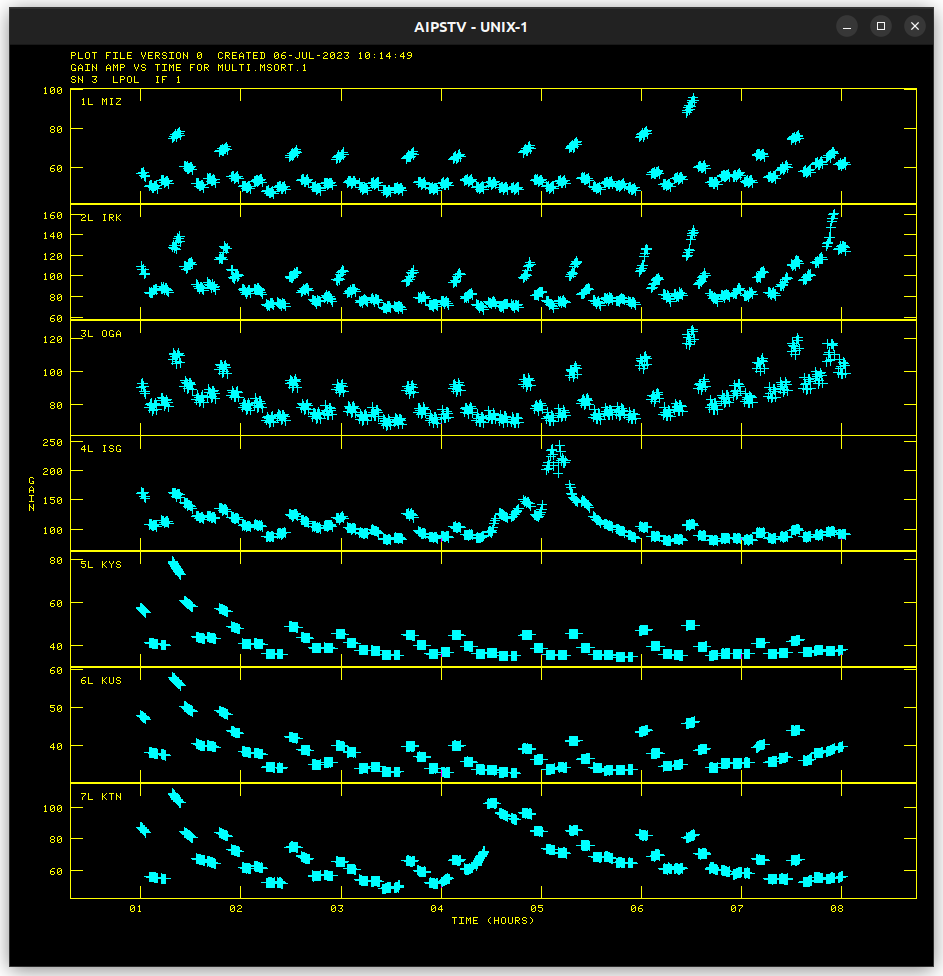 AIPSTV - UNIX-1
PLOT FILE VERSION 0 CREATED 06-JUL-2023 10:14:49
GAIN AMP VS TIME FOR MULTI.MSORT.1
SN 3 LPOL IF 1
100
1L MIZ
80
60
160
2L IRK
140
120
100
80
60
3L OGA
120
100
80
250
4L ISG
200
150
100
GAIN
80
5L KYS
60
40
60
6L KUS
50
40
7L KTN
100
80
60
01 02 03 04 05 06 07 08
TIME (HOURS)